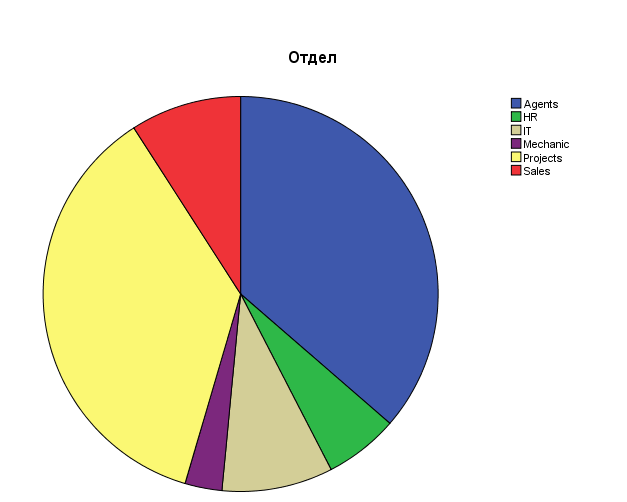 Отдел
Agents
HR
IT
Mechanic
Projects
Sales